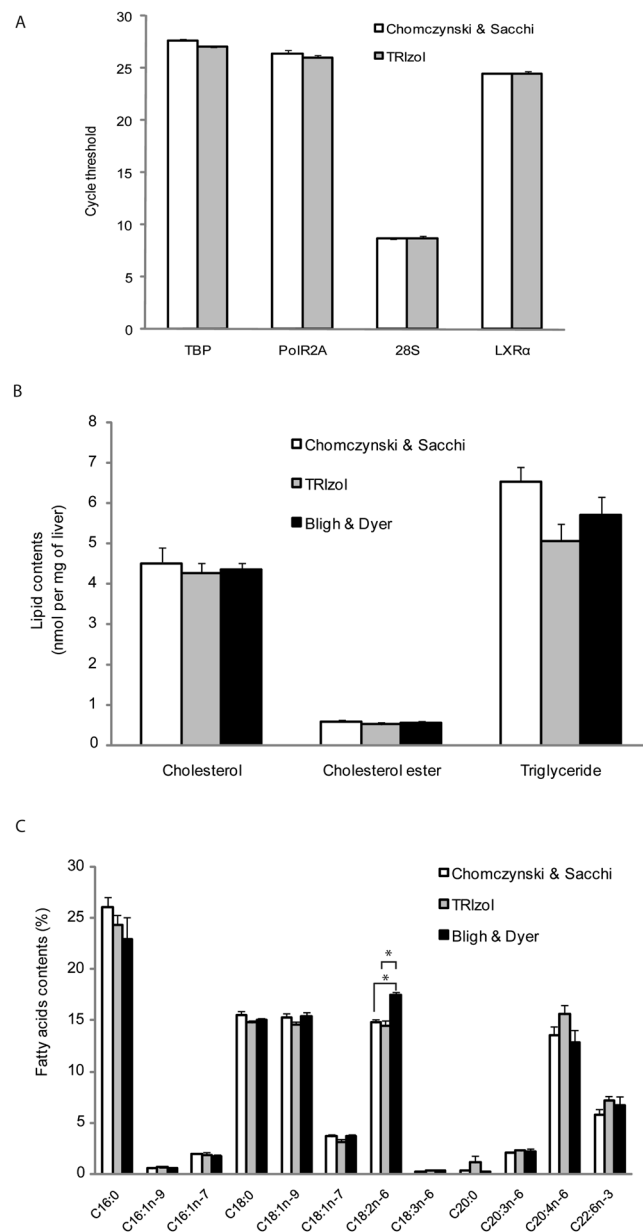 A
Chomczynski & Sacchi
TRIzol
Cycle threshold
30
25
20
15
10
5
0
TBP PolR2A 28S LXRα
B
Chomczynski & Sacchi
TRIzol
Bligh & Dyer
Lipid contents
(nmol per mg of liver)
8
7
6
5
4
3
2
1
0
Cholesterol Cholesterol ester Triglyceride
C
Chomczynski & Sacchi
TRIzol
Bligh & Dyer
Fatty acids contents (%)
30
25
20
15
10
5
0
*
*
C16:0 C16:1n-9 C16:1n-7 C18:0 C18:1n-9 C18:1n-7 C18:2n-6 C18:3n-6 C20:0 C20:3n-6 C20:4n-6 C22:6n-3